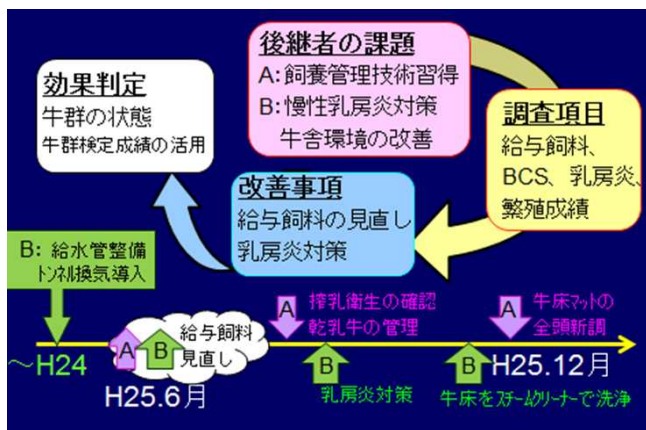 後継者の課題
A:飼養管理技術習得
B:慢性乳房炎対策
牛舎環境の改善
効果判定
牛群の状態
牛群検定成績の活用
調査項目
給与飼料、
BCS、乳房炎、
繁殖成績
改善事項
給与飼料の見直し
乳房炎対策
B: 給水管整備
トンネル換気導入
A
搾乳衛生の確認
乾乳牛の管理
A
牛床マットの
全頭新調
A
B
給与飼料
見直し
～H24
H25.6月
B
乳房炎対策
B
H25.12月
牛床をスチームクリーナーで洗浄